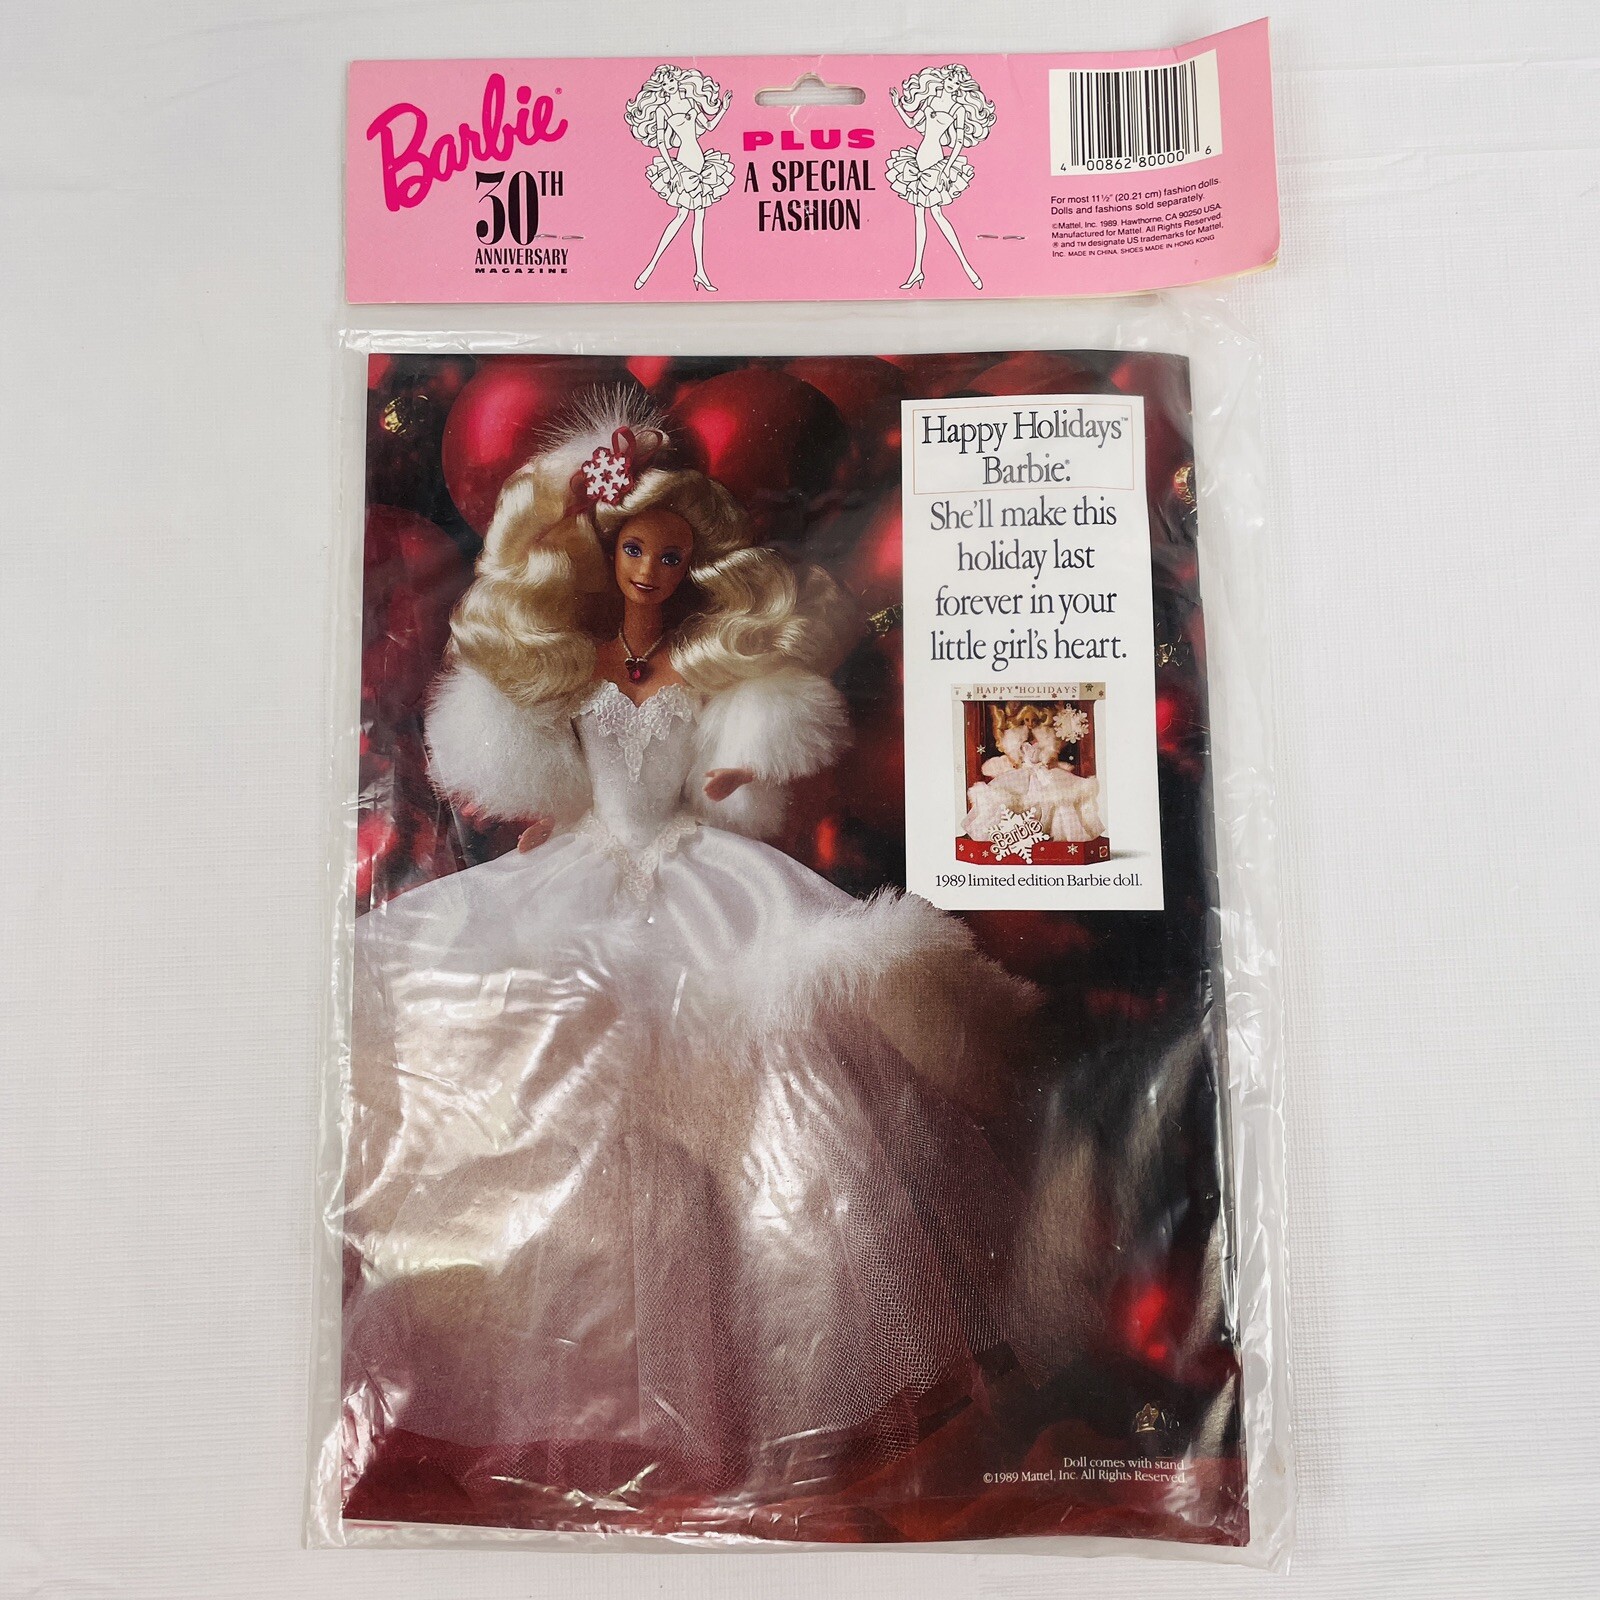 Barbie®
30TH
ANNIVERSARY
MAGAZINE
PLUS
A SPECIAL
FASHION
4 00862 80000 6
For most 11½" (20.21 cm) fashion dolls.
Dolls and fashions sold separately.
©Mattel, Inc. 1989. Hawthorne, CA 90250 USA.
Manufactured for Mattel. All Rights Reserved.
® and TM designate US trademarks for Mattel,
Inc. MADE IN CHINA. SHOES MADE IN HONG KONG
Happy Holidays™
Barbie®.
She'll make this
holiday last
forever in your
little girl's heart.
HAPPY HOLIDAYS
Barbie
1989 limited edition Barbie doll.
Doll comes with stand.
©1989 Mattel, Inc. All Rights Reserved.